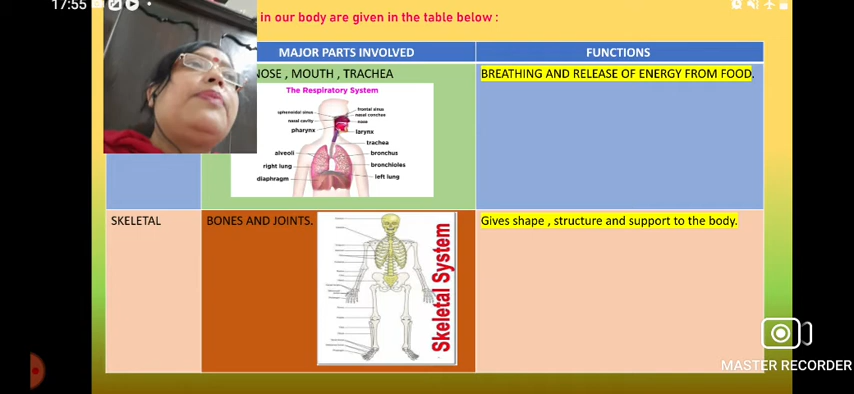 17:55
in our body are given in the table below :
MAJOR PARTS INVOLVED
FUNCTIONS
NOSE , MOUTH , TRACHEA
BREATHING AND RELEASE OF ENERGY FROM FOOD.
The Respiratory System
sphenoidal sinus
nasal cavity
pharynx
alveoli
right lung
diaphragm
frontal sinus
nasal conchae
nose
larynx
trachea
bronchus
bronchioles
left lung
SKELETAL
BONES AND JOINTS.
Skeletal System
Gives shape , structure and support to the body.
MASTER RECORDER